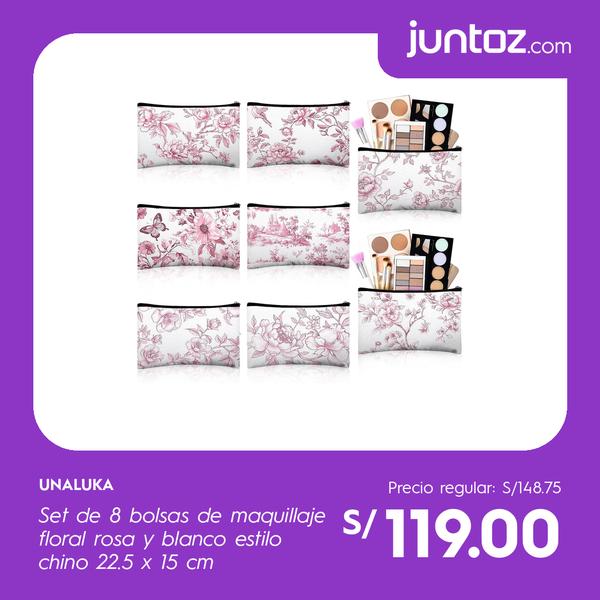 juntoz.com
UNALUKA
Set de 8 bolsas de maquillaje
floral rosa y blanco estilo
chino 22.5 x 15 cm
Precio regular: S/148.75
S/119.00